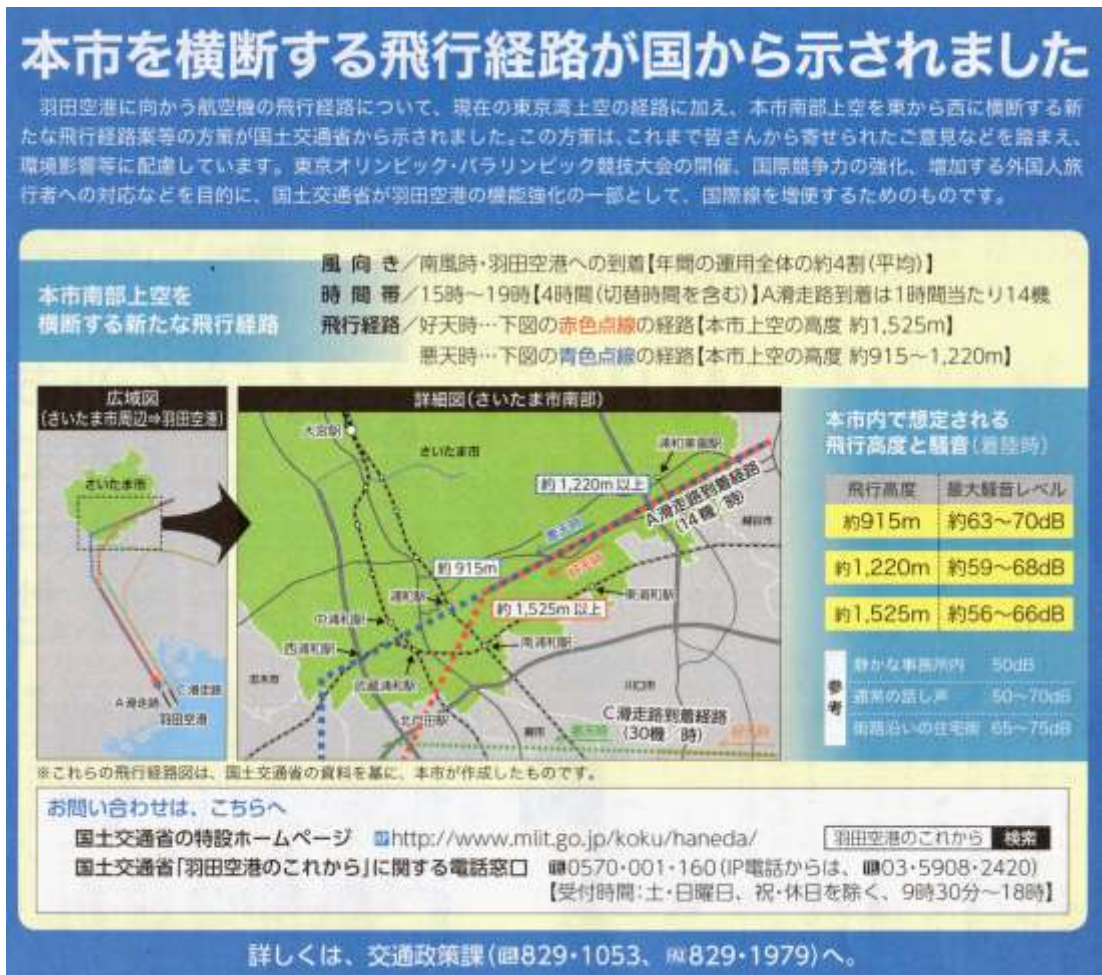 本市を横断する飛行経路が国から示されました
羽田空港に向かう航空機の飛行経路について、現在の東京湾上空の経路に加え、本市南部上空を東から西に横断する新
たな飛行経路案等の方策が国土交通省から示されました。この方策は、これまで皆さんから寄せられたご意見などを踏まえ、
環境影響等に配慮しています。東京オリンピック・パラリンピック競技大会の開催、国際競争力の強化、増加する外国人旅
行者への対応などを目的に、国土交通省が羽田空港の機能強化の一部として、国際線を増便するためのものです。
本市南部上空を
横断する新たな飛行経路
風向き／南風時・羽田空港への到着【年間の運用全体の約4割(平均)】
時間帯／15時～19時【4時間(切替時間を含む)】A滑走路到着は1時間当たり14機
飛行経路／好天時…下図の赤色点線の経路【本市上空の高度 約1,525m】
悪天時…下図の青色点線の経路【本市上空の高度 約915～1,220m】
広域図
(さいたま市周辺⇒羽田空港)
さいたま市
A滑走路
C滑走路
羽田空港
詳細図(さいたま市南部)
大宮駅
さいたま市
浦和美園駅
約1,220m以上
A滑走路到着経路
(14機 時)
越谷市
悪天時
好天時
約915m
浦和駅
約1,525m以上
東浦和駅
中浦和駅
西浦和駅
南浦和駅
武蔵浦和駅
志木市
川口市
北戸田駅
C滑走路到着経路
(30機 時)
蕨市
悪天時
好天時
本市内で想定される
飛行高度と騒音(着陸時)
飛行高度 最大騒音レベル
約915m 約63～70dB
約1,220m 約59～68dB
約1,525m 約56～66dB
参考
静かな事務所内 50dB
通常の話し声 50～70dB
街路沿いの住宅街 65～75dB
※これらの飛行経路図は、国土交通省の資料を基に、本市が作成したものです。
お問い合わせは、こちらへ
国土交通省の特設ホームページ HP http://www.mlit.go.jp/koku/haneda/ 羽田空港のこれから 検索
国土交通省「羽田空港のこれから」に関する電話窓口 ☎0570・001・160(IP電話からは、☎03・5908・2420)
【受付時間:土・日曜日、祝・休日を除く、9時30分～18時】
詳しくは、交通政策課(☎829・1053、FAX829・1979)へ。